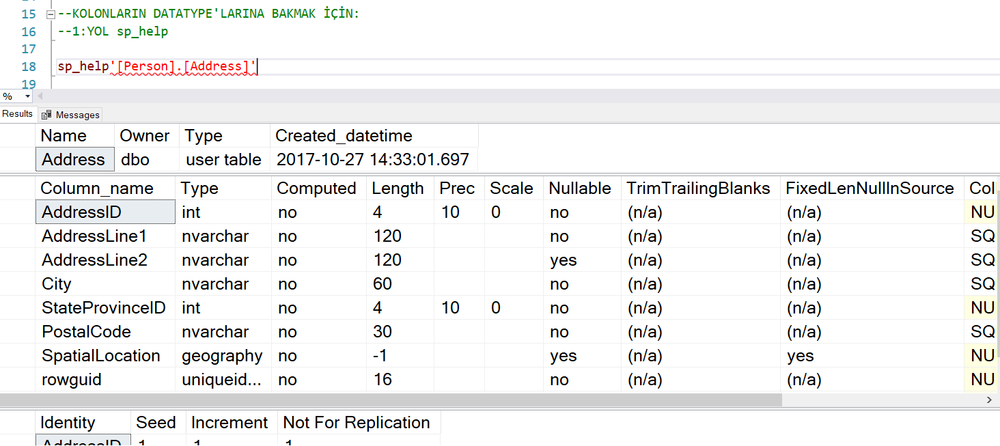 15 --KOLONLARIN DATATYPE'LARINA BAKMAK İÇİN:
16 --1:YOL sp_help
17
18 sp_help'[Person].[Address]'
19
%
Results Messages
Name Owner Type Created_datetime
Address dbo user table 2017-10-27 14:33:01.697
Column_name Type Computed Length Prec Scale Nullable TrimTrailingBlanks FixedLenNullInSource Coll
AddressID int no 4 10 0 no (n/a) (n/a) NU
AddressLine1 nvarchar no 120 no (n/a) (n/a) SQ
AddressLine2 nvarchar no 120 yes (n/a) (n/a) SQ
City nvarchar no 60 no (n/a) (n/a) SQ
StateProvinceID int no 4 10 0 no (n/a) (n/a) NU
PostalCode nvarchar no 30 no (n/a) (n/a) SQ
SpatialLocation geography no -1 yes (n/a) yes NU
rowguid uniqueid... no 16 no (n/a) (n/a) NU
Identity Seed Increment Not For Replication
AddressID 1 1 1